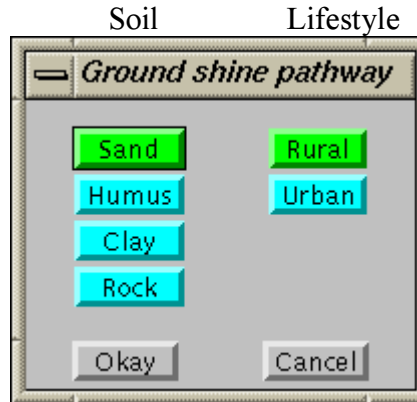 Soil Lifestyle
Ground shine pathway
Sand Rural
Humus Urban
Clay
Rock
Okay Cancel